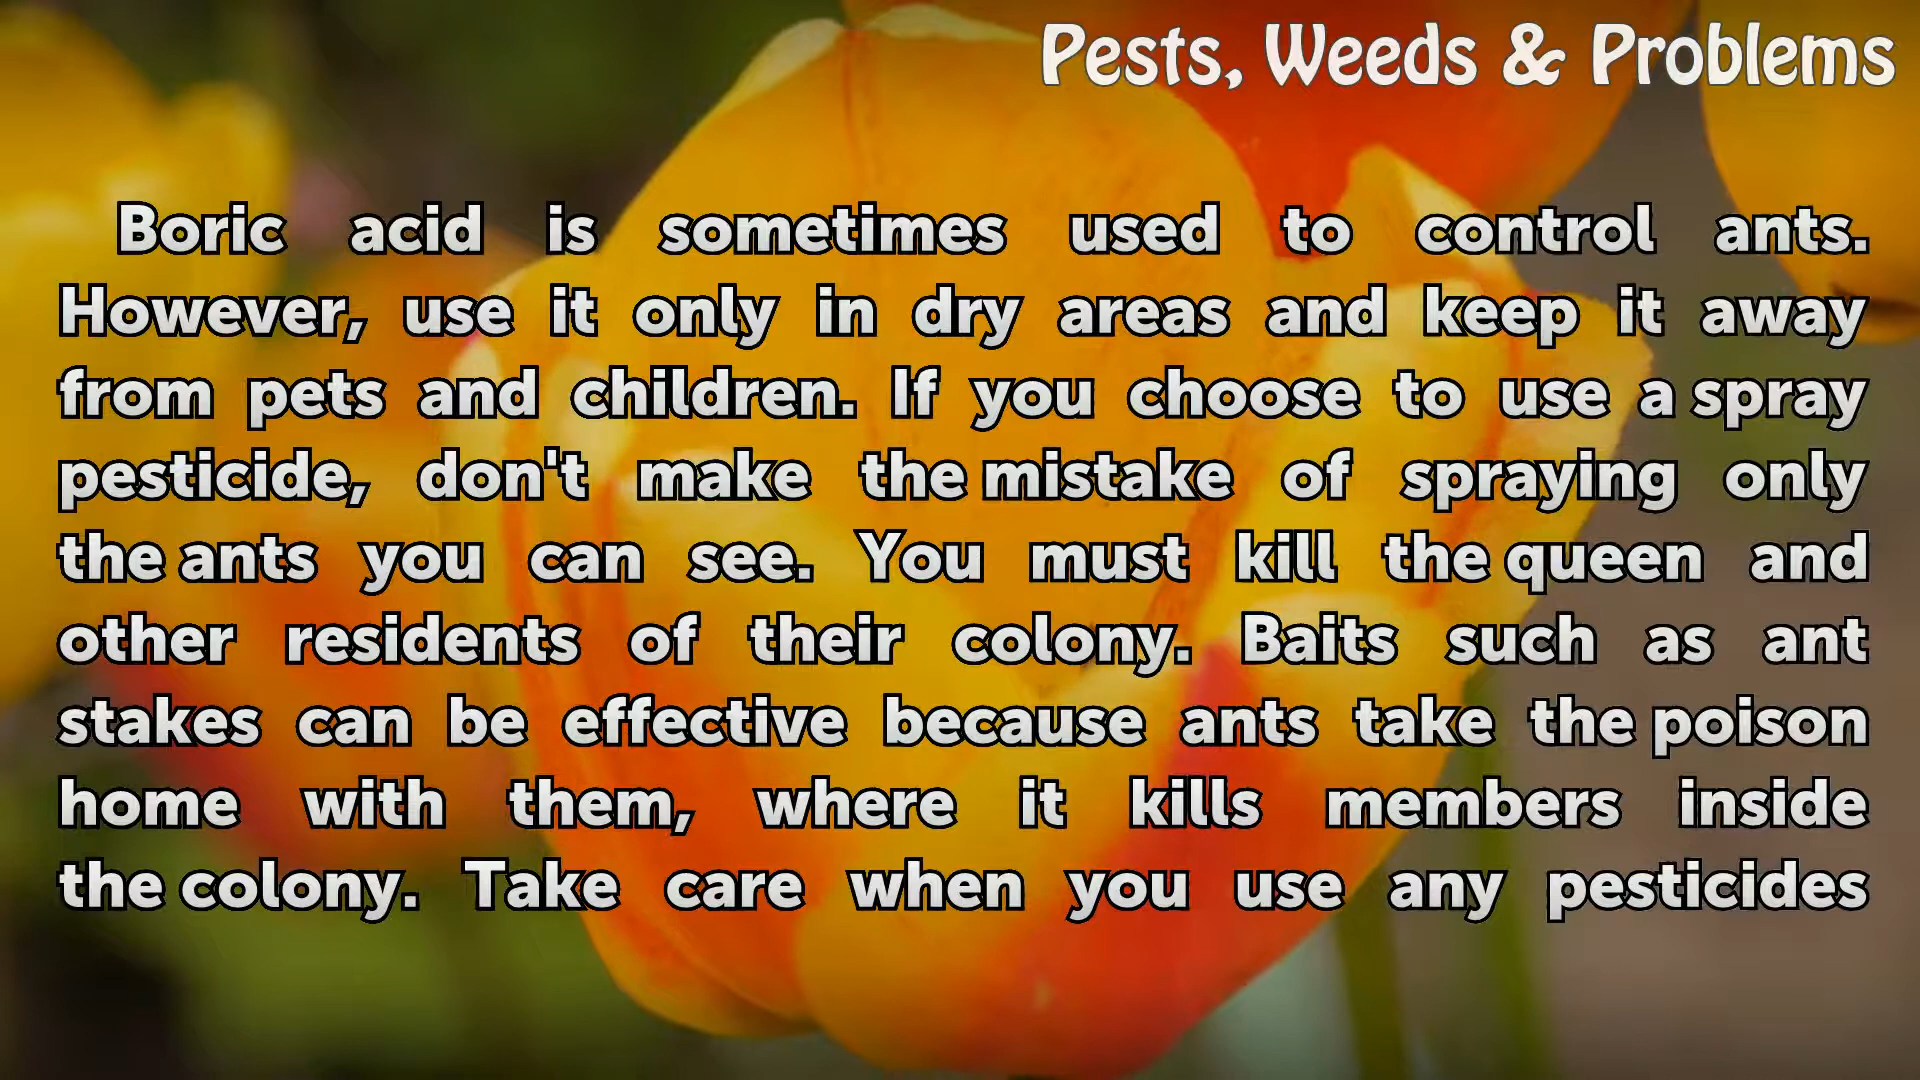 Pests, Weeds & Problems
Boric acid is sometimes used to control ants.
However, use it only in dry areas and keep it away
from pets and children. If you choose to use a spray
pesticide, don't make the mistake of spraying only
the ants you can see. You must kill the queen and
other residents of their colony. Baits such as ant
stakes can be effective because ants take the poison
home with them, where it kills members inside
the colony. Take care when you use any pesticides